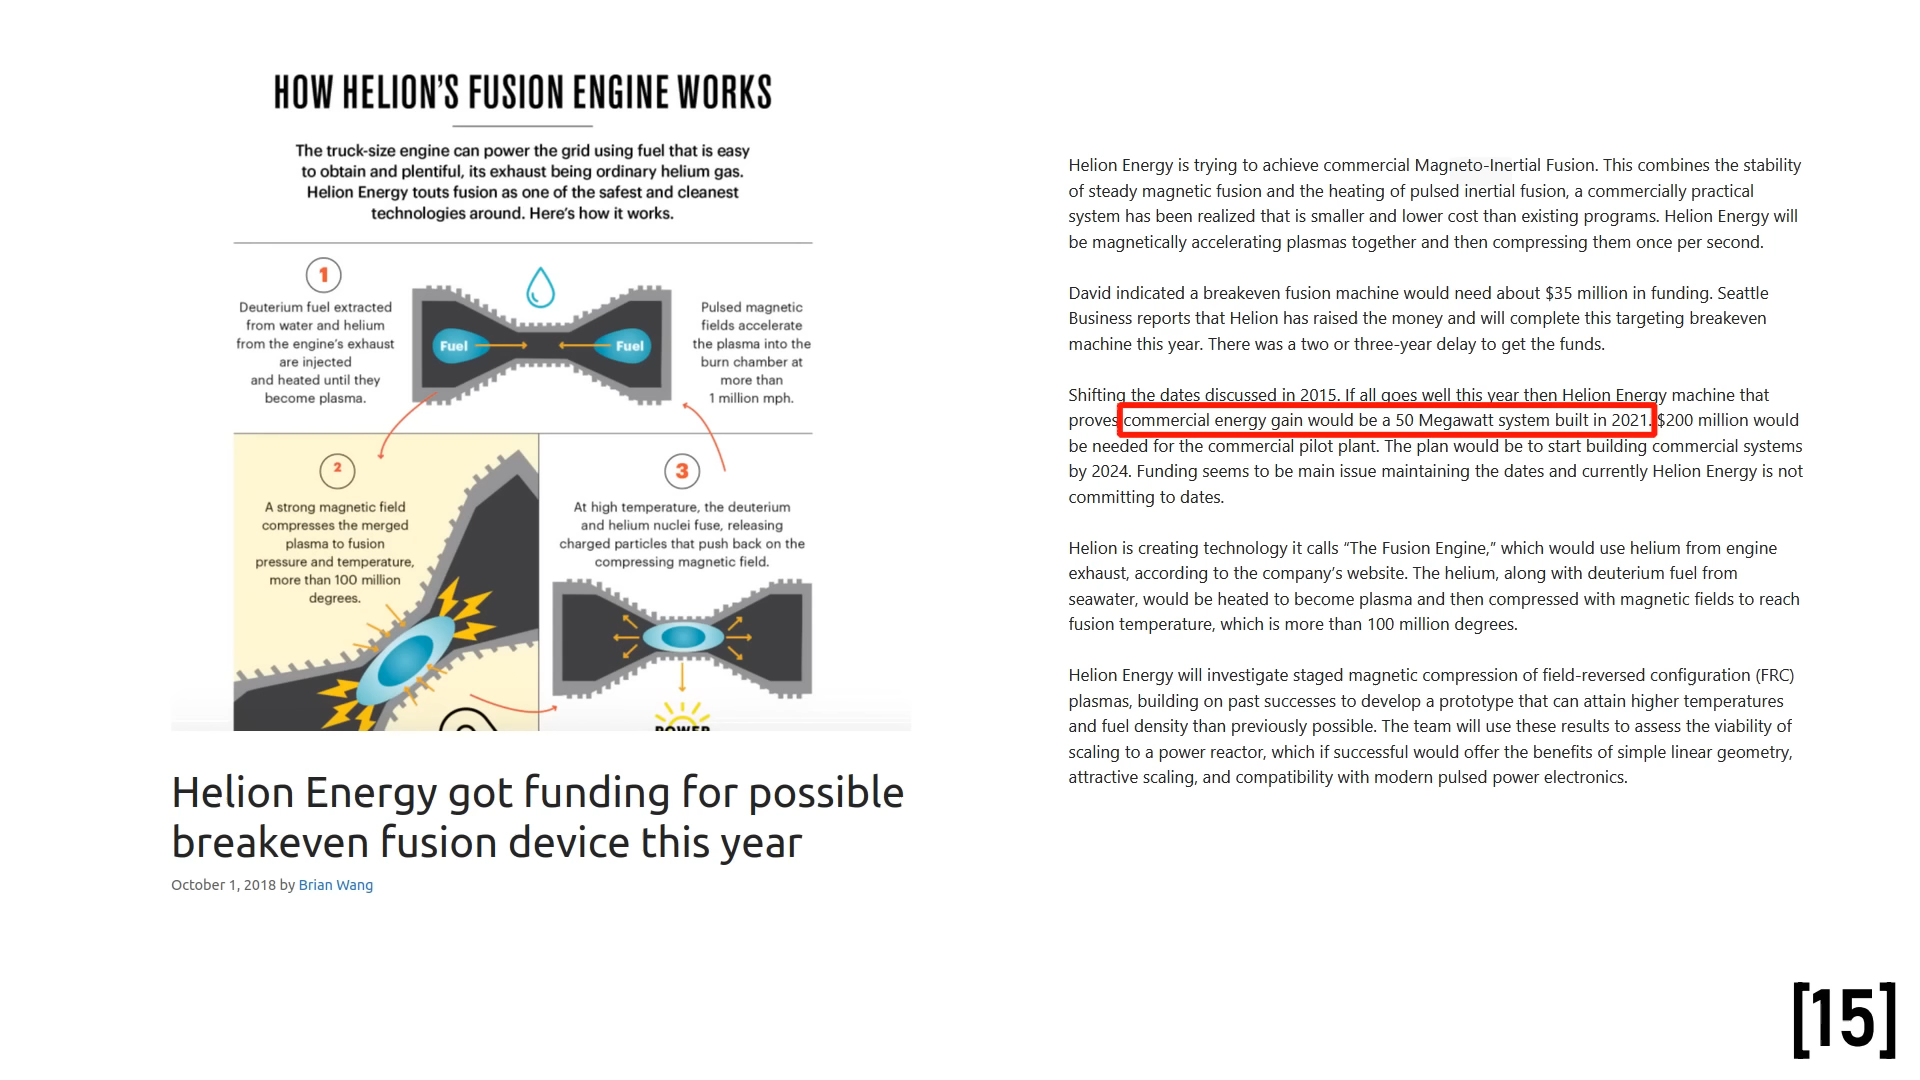 HOW HELION'S FUSION ENGINE WORKS
The truck-size engine can power the grid using fuel that is easy
to obtain and plentiful, its exhaust being ordinary helium gas.
Helion Energy touts fusion as one of the safest and cleanest
technologies around. Here's how it works.
1
Deuterium fuel extracted
from water and helium
from the engine's exhaust
are injected
and heated until they
become plasma.
Fuel
Fuel
Pulsed magnetic
fields accelerate
the plasma into the
burn chamber at
more than
1 million mph.
2
A strong magnetic field
compresses the merged
plasma to fusion
pressure and temperature,
more than 100 million
degrees.
3
At high temperature, the deuterium
and helium nuclei fuse, releasing
charged particles that push back on the
compressing magnetic field.
POWER
Helion Energy got funding for possible
breakeven fusion device this year
October 1, 2018 by Brian Wang
Helion Energy is trying to achieve commercial Magneto-Inertial Fusion. This combines the stability
of steady magnetic fusion and the heating of pulsed inertial fusion, a commercially practical
system has been realized that is smaller and lower cost than existing programs. Helion Energy will
be magnetically accelerating plasmas together and then compressing them once per second.
David indicated a breakeven fusion machine would need about $35 million in funding. Seattle
Business reports that Helion has raised the money and will complete this targeting breakeven
machine this year. There was a two or three-year delay to get the funds.
Shifting the dates discussed in 2015. If all goes well this year then Helion Energy machine that
proves commercial energy gain would be a 50 Megawatt system built in 2021. $200 million would
be needed for the commercial pilot plant. The plan would be to start building commercial systems
by 2024. Funding seems to be main issue maintaining the dates and currently Helion Energy is not
committing to dates.
Helion is creating technology it calls “The Fusion Engine,” which would use helium from engine
exhaust, according to the company’s website. The helium, along with deuterium fuel from
seawater, would be heated to become plasma and then compressed with magnetic fields to reach
fusion temperature, which is more than 100 million degrees.
Helion Energy will investigate staged magnetic compression of field-reversed configuration (FRC)
plasmas, building on past successes to develop a prototype that can attain higher temperatures
and fuel density than previously possible. The team will use these results to assess the viability of
scaling to a power reactor, which if successful would offer the benefits of simple linear geometry,
attractive scaling, and compatibility with modern pulsed power electronics.
[15]